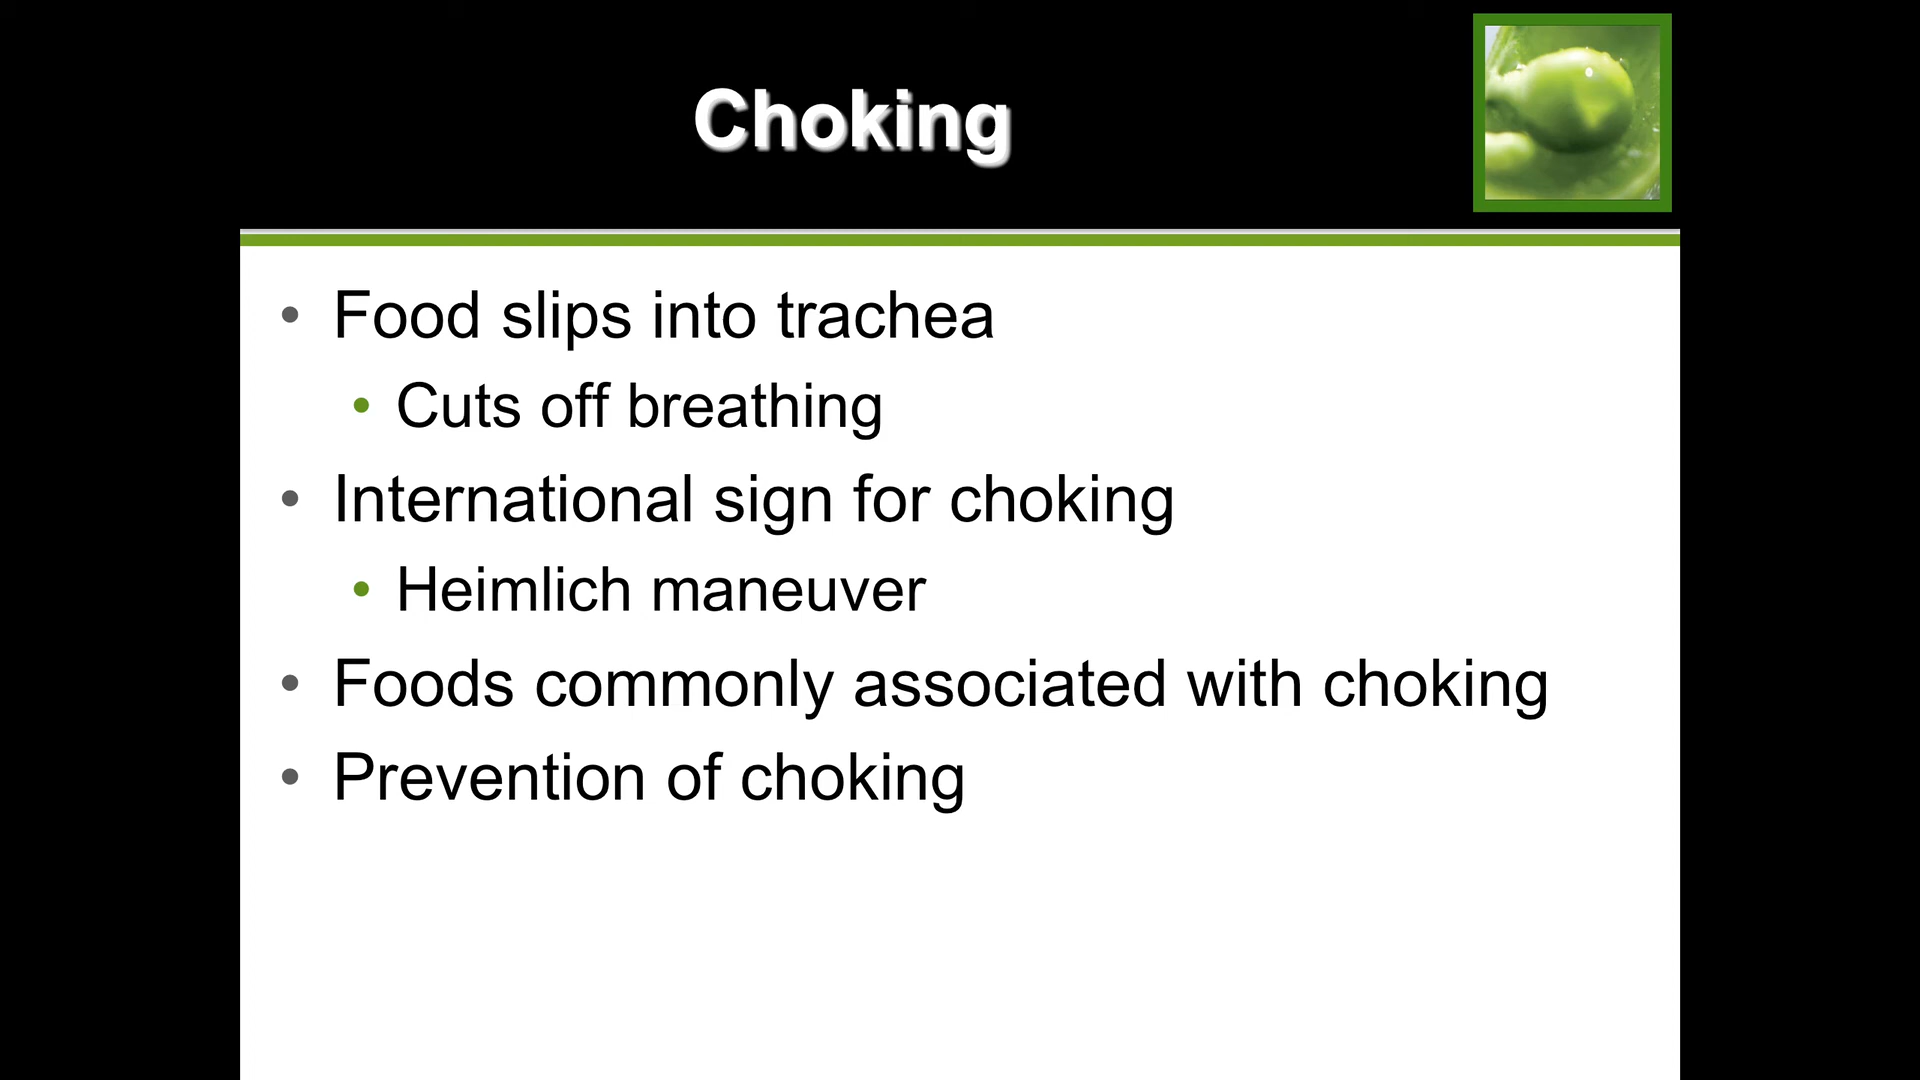 Choking
• Food slips into trachea
• Cuts off breathing
• International sign for choking
• Heimlich maneuver
• Foods commonly associated with choking
• Prevention of choking